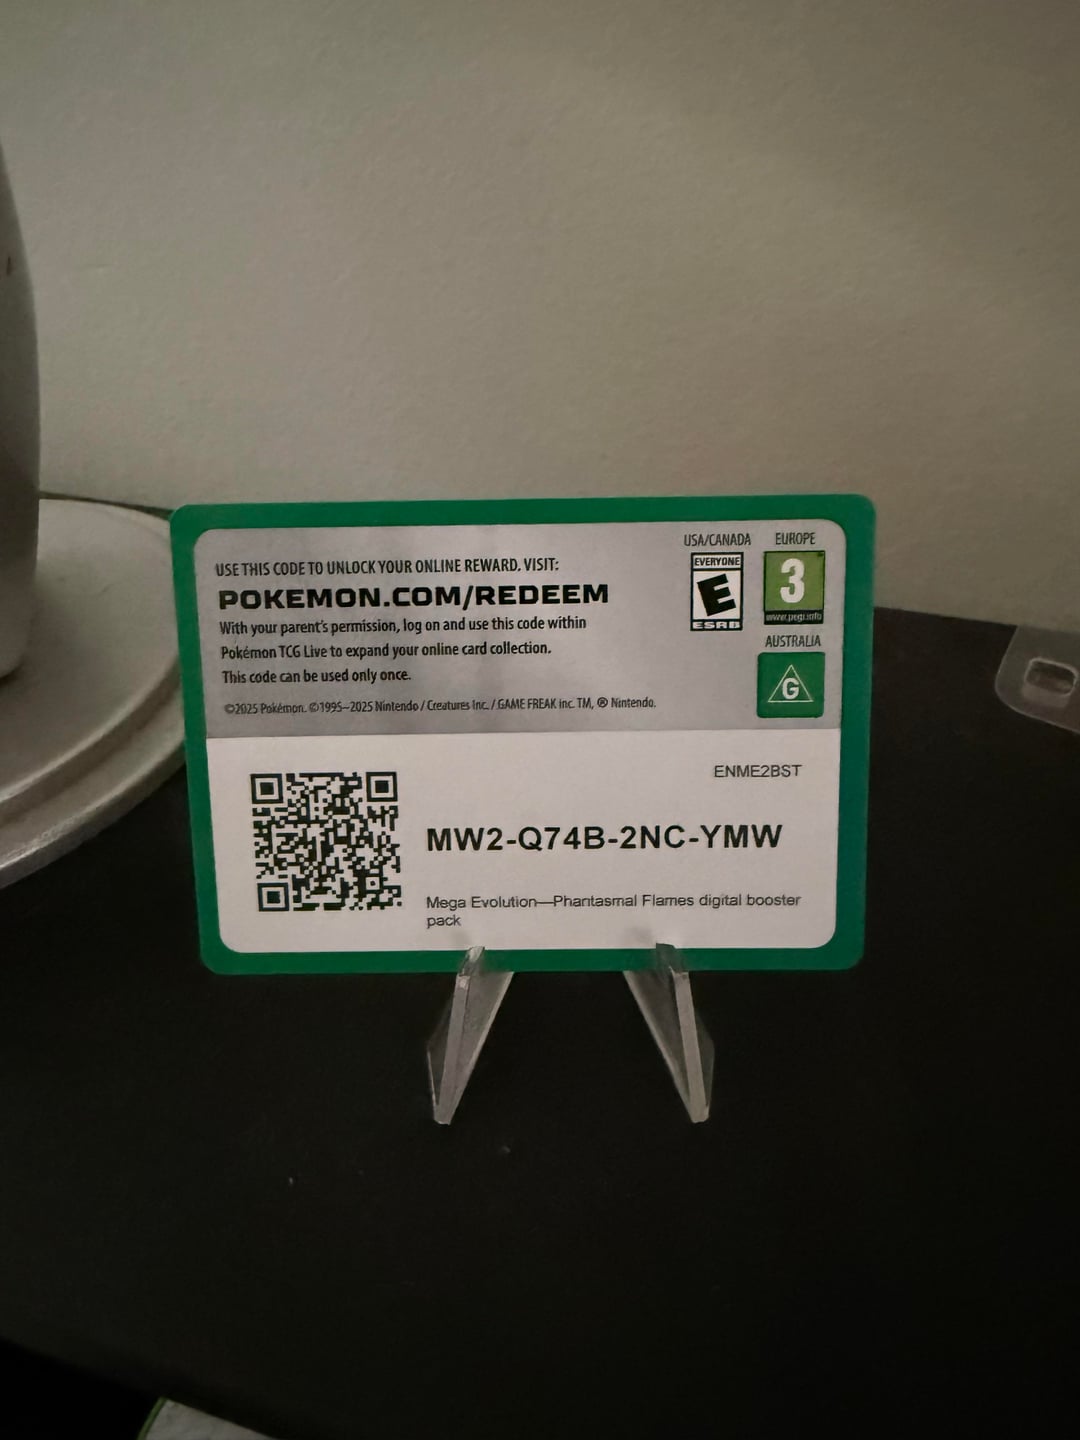 USE THIS CODE TO UNLOCK YOUR ONLINE REWARD. VISIT:
POKEMON.COM/REDEEM
With your parent's permission, log on and use this code within
Pokémon TCG Live to expand your online card collection.
This code can be used only once.
©2025 Pokémon. ©1995–2025 Nintendo / Creatures Inc. / GAME FREAK inc. TM, ® Nintendo.
USA/CANADA
EVERYONE
E
ESRB
EUROPE
3
www.pegi.info
AUSTRALIA
G
ENME2BST
MW2-Q74B-2NC-YMW
Mega Evolution—Phantasmal Flames digital booster
pack